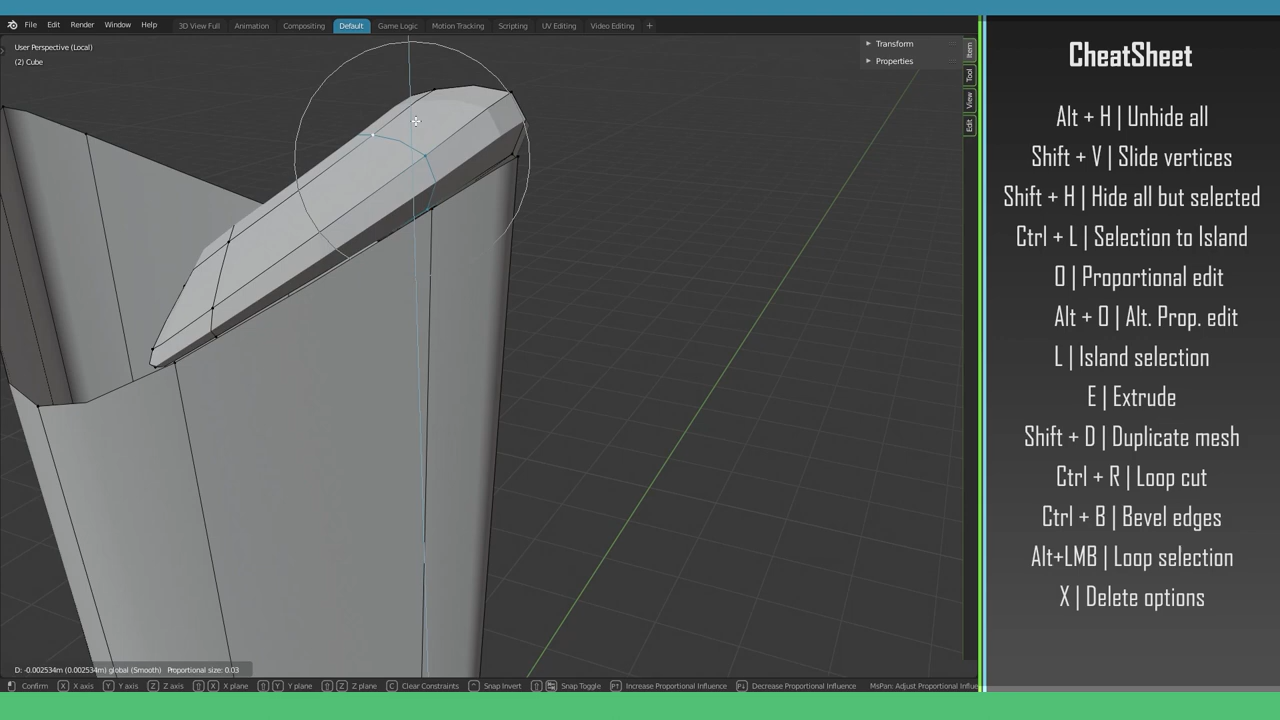 File Edit Render Window Help 3D View Full Animation Compositing Default Game Logic Motion Tracking Scripting UV Editing Video Editing +
User Perspective (Local)
(2) Cube
Transform
Properties
Item
Tool
View
Edit
CheatSheet
Alt + H | Unhide all
Shift + V | Slide vertices
Shift + H | Hide all but selected
Ctrl + L | Selection to Island
O | Proportional edit
Alt + O | Alt. Prop. edit
L | Island selection
E | Extrude
Shift + D | Duplicate mesh
Ctrl + R | Loop cut
Ctrl + B | Bevel edges
Alt+LMB | Loop selection
X | Delete options
D: -0.002534m (0.002534m) global (Smooth) Proportional size: 0.03
Confirm X X axis Y Y axis Z Z axis X X plane Y Y plane Z Z plane C Clear Constraints Snap Invert Snap Toggle Increase Proportional Influence Decrease Proportional Influence MsPan: Adjust Proportional Influe